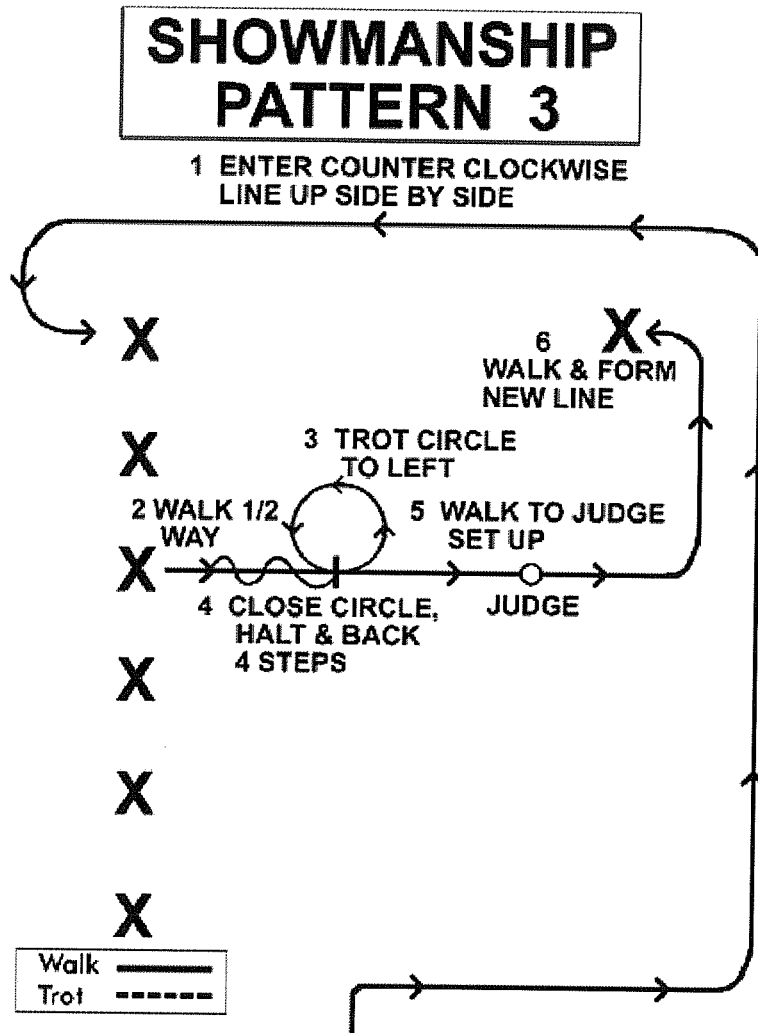 SHOWMANSHIP
PATTERN 3
1 ENTER COUNTER CLOCKWISE
LINE UP SIDE BY SIDE
X
X
6
WALK & FORM
NEW LINE
X
3 TROT CIRCLE
TO LEFT
2 WALK 1/2
WAY
5 WALK TO JUDGE
SET UP
X
4 CLOSE CIRCLE,
HALT & BACK
4 STEPS
JUDGE
X
X
X
Walk
Trot